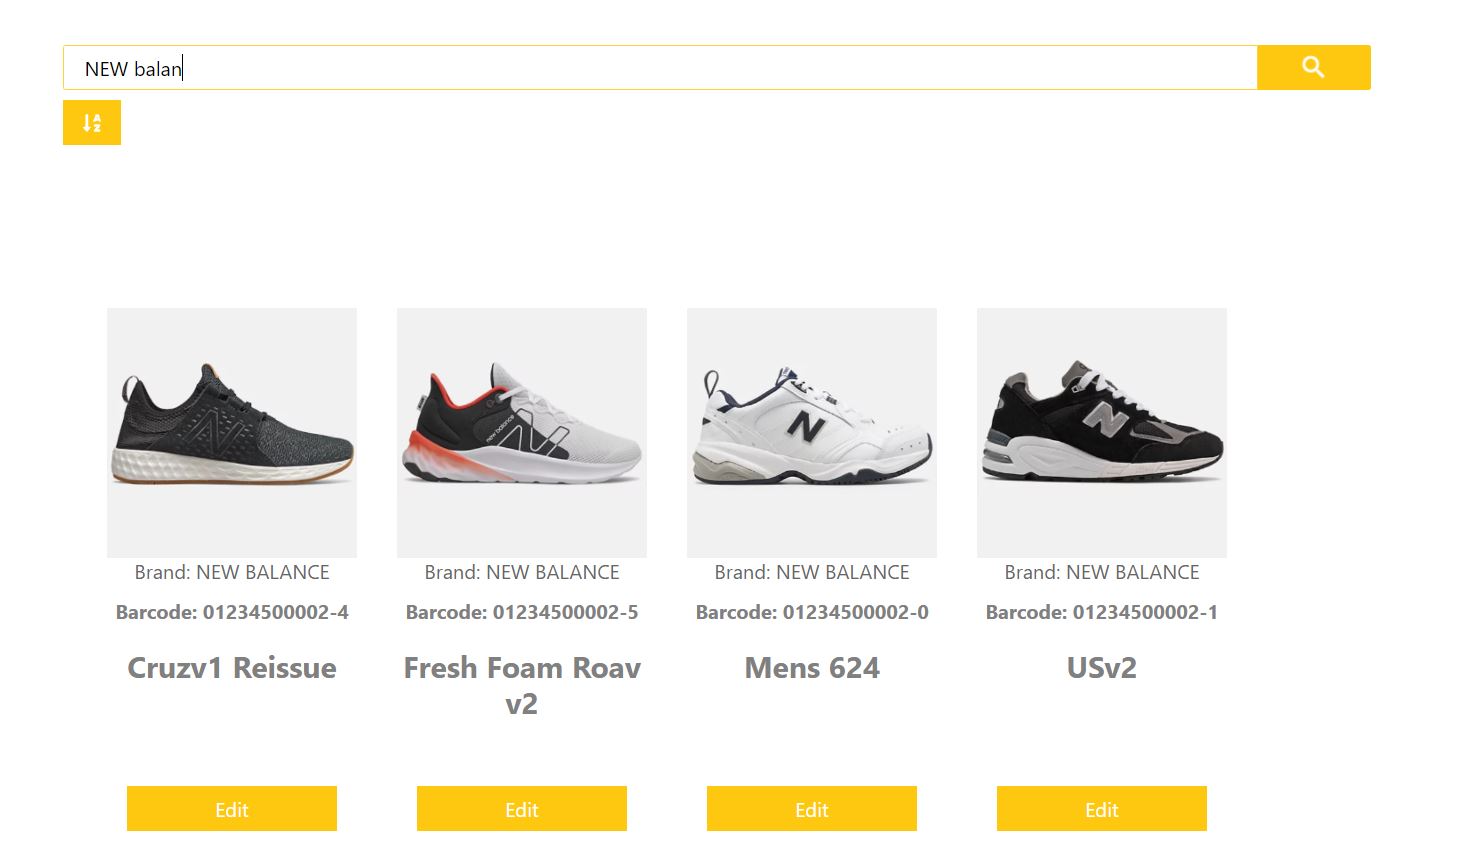 NEW balan
A
Z
new balance
N
N
Brand: NEW BALANCE
Barcode: 01234500002-4
Cruzv1 Reissue
Edit
Brand: NEW BALANCE
Barcode: 01234500002-5
Fresh Foam Roav
v2
Edit
Brand: NEW BALANCE
Barcode: 01234500002-0
Mens 624
Edit
Brand: NEW BALANCE
Barcode: 01234500002-1
USv2
Edit